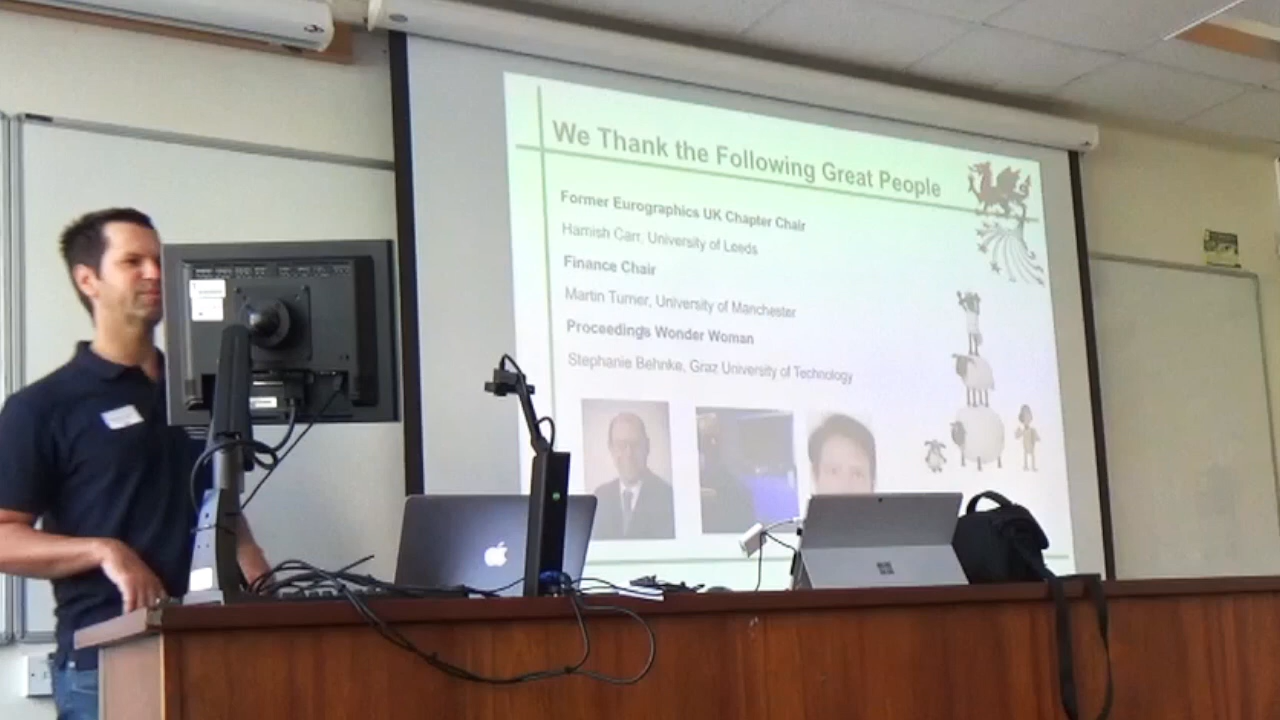 We Thank the Following Great People
Former Eurographics UK Chapter Chair
Hamish Carr, University of Leeds
Finance Chair
Martin Turner, University of Manchester
Proceedings Wonder Woman
Stephanie Behnke, Graz University of Technology